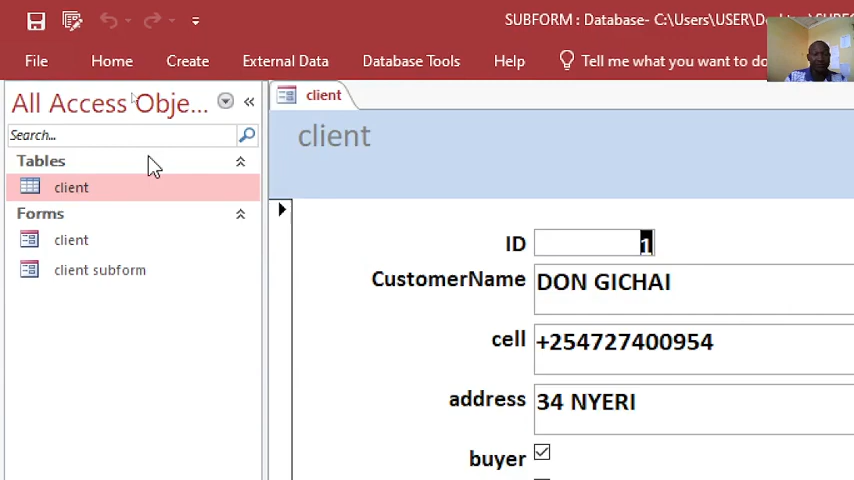 SUBFORM : Database- C:\Users\USER\De
File Home Create External Data Database Tools Help Tell me what you want to do
All Access Obje... client
Search...
client
Tables
client
Forms
client
client subform
ID 1
CustomerName DON GICHAI
cell +254727400954
address 34 NYERI
buyer